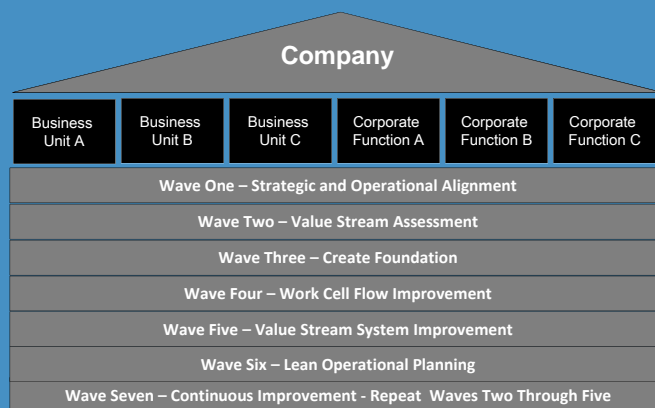 Company
Business Unit A
Business Unit B
Business Unit C
Corporate Function A
Corporate Function B
Corporate Function C
Wave One – Strategic and Operational Alignment
Wave Two – Value Stream Assessment
Wave Three – Create Foundation
Wave Four – Work Cell Flow Improvement
Wave Five – Value Stream System Improvement
Wave Six – Lean Operational Planning
Wave Seven – Continuous Improvement - Repeat Waves Two Through Five